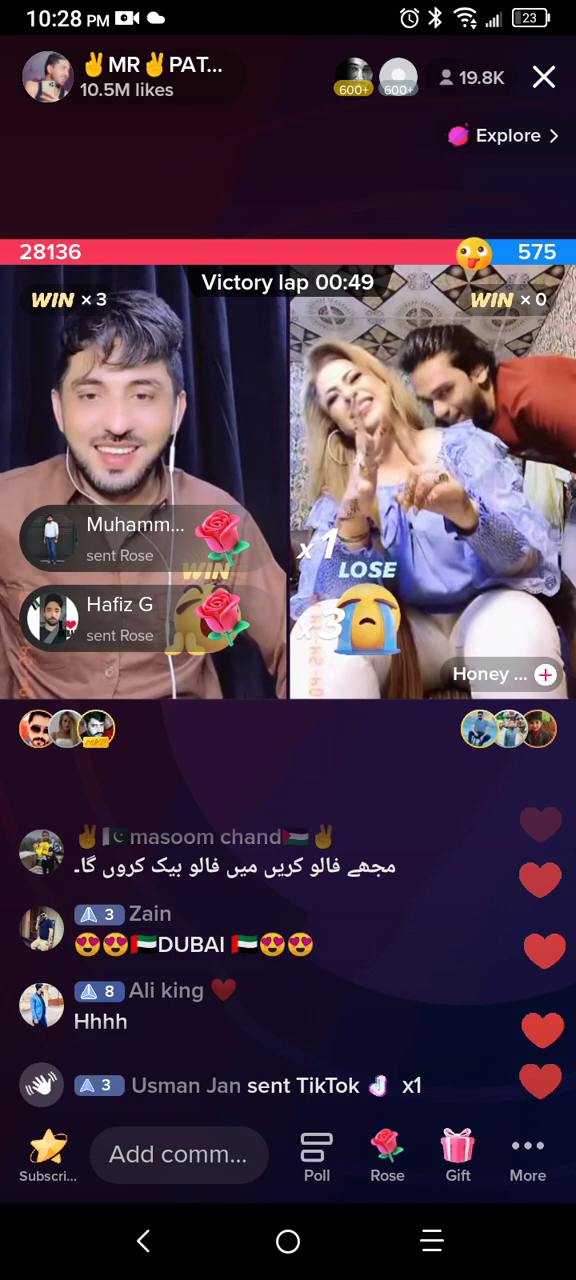 10:28 PM
23
✌MR✌PAT...
10.5M likes
600+
600+
19.8K
Explore
28136
575
Victory lap 00:49
WIN × 3
WIN × 0
Muhamm...
sent Rose
x1
WIN
LOSE
Hafiz G
sent Rose
x3
Honey ...
✌🇵🇰masoom chand🇵🇸✌
مجھے فالو کریں میں فالو بیک کروں گا۔
3 Zain
😍😍🇦🇪DUBAI 🇦🇪😍😍
8 Ali king ❤
Hhhh
3 Usman Jan sent TikTok x1
Subscri...
Add comm...
Poll
Rose
Gift
More